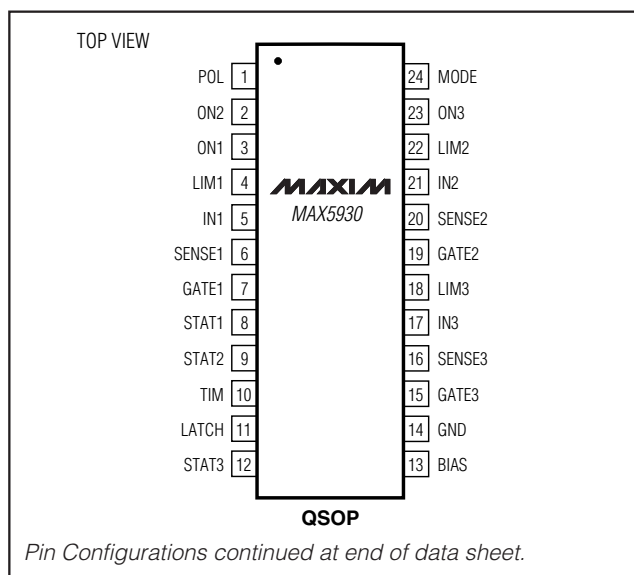 TOP VIEW
POL 1
ON2 2
ON1 3
LIM1 4
IN1 5
SENSE1 6
GATE1 7
STAT1 8
STAT2 9
TIM 10
LATCH 11
STAT3 12
MAXIM
MAX5930
24 MODE
23 ON3
22 LIM2
21 IN2
20 SENSE2
19 GATE2
18 LIM3
17 IN3
16 SENSE3
15 GATE3
14 GND
13 BIAS
QSOP
Pin Configurations continued at end of data sheet.